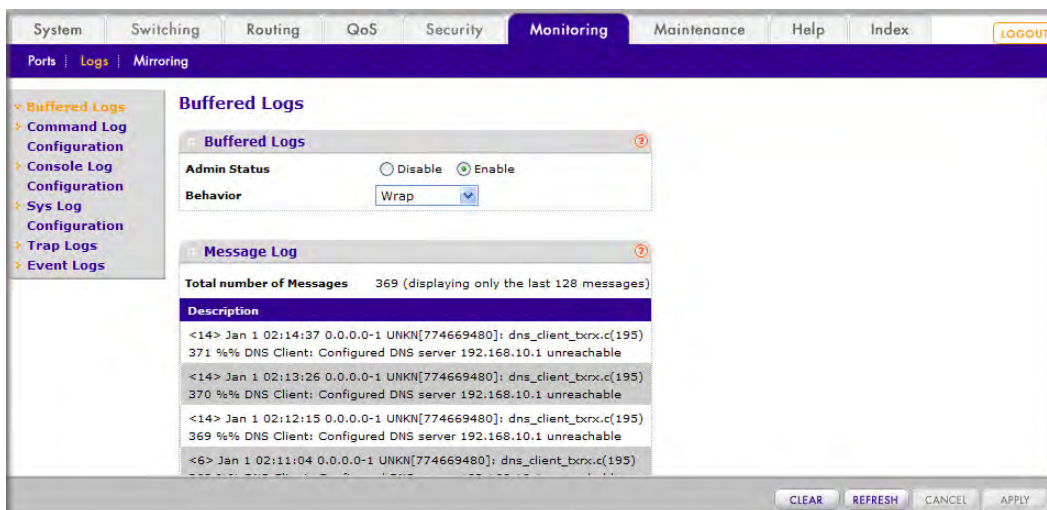 System Switching Routing QoS Security Monitoring Maintenance Help Index LOGOUT
Ports | Logs | Mirroring
Buffered Logs
Command Log
Configuration
Console Log
Configuration
Sys Log
Configuration
Trap Logs
Event Logs
Buffered Logs
Buffered Logs
Admin Status Disable Enable
Behavior Wrap
Message Log
Total number of Messages 369 (displaying only the last 128 messages)
Description
<14> Jan 1 02:14:37 0.0.0.0-1 UNKN[774669480]: dns_client_txrx.c(195)
371 %% DNS Client: Configured DNS server 192.168.10.1 unreachable
<14> Jan 1 02:13:26 0.0.0.0-1 UNKN[774669480]: dns_client_txrx.c(195)
370 %% DNS Client: Configured DNS server 192.168.10.1 unreachable
<14> Jan 1 02:12:15 0.0.0.0-1 UNKN[774669480]: dns_client_txrx.c(195)
369 %% DNS Client: Configured DNS server 192.168.10.1 unreachable
<6> Jan 1 02:11:04 0.0.0.0-1 UNKN[774669480]: dns_client_txrx.c(195)
CLEAR REFRESH CANCEL APPLY